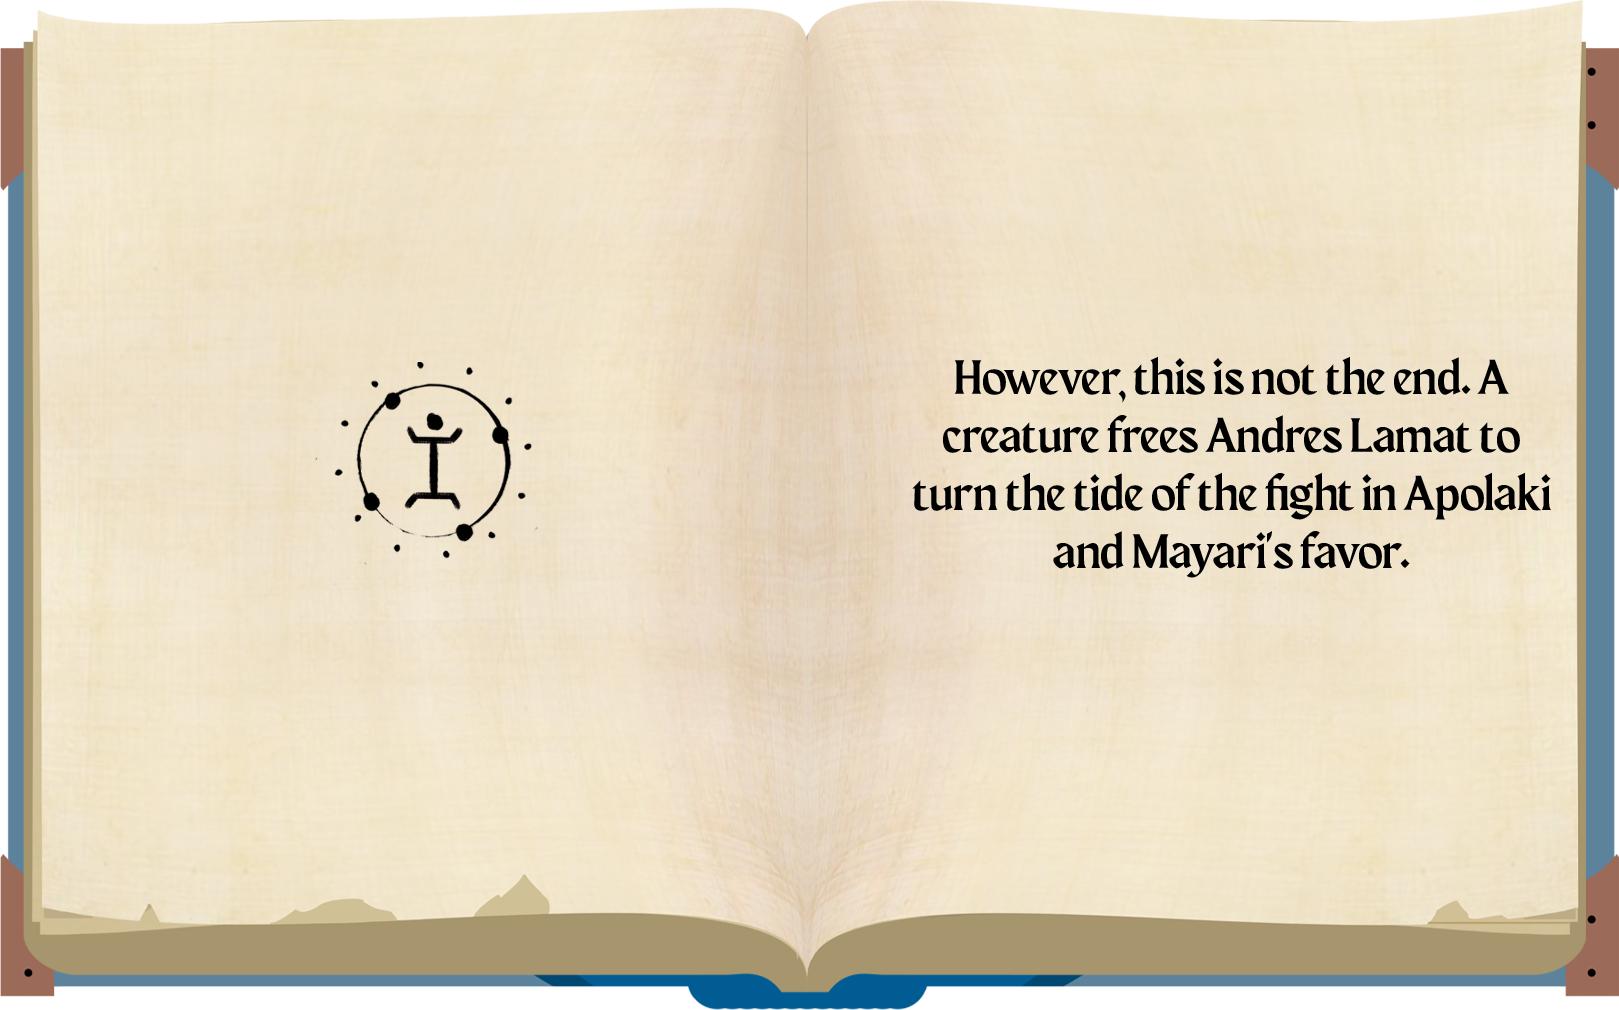 However, this is not the end. A
creature frees Andres Lamat to
turn the tide of the fight in Apolaki
and Mayari's favor.